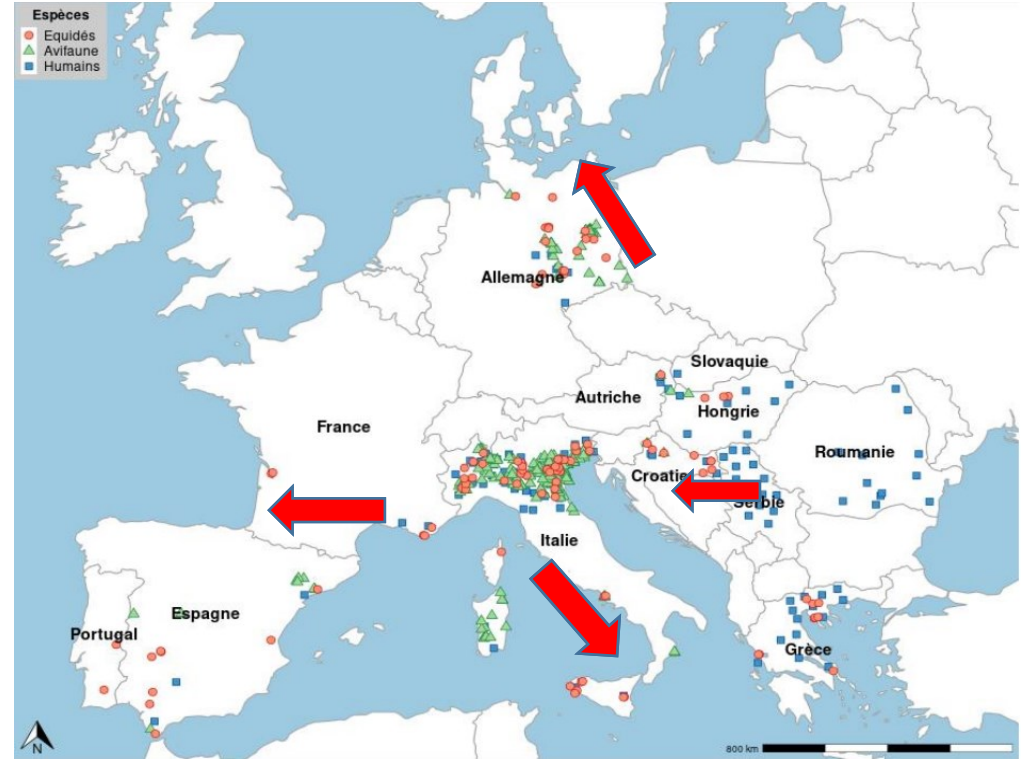 Espèces
Equidés
Avifaune
Humains
Allemagne
Slovaquie
Autriche
Hongrie
France
Roumanie
Croatie
Serbie
Italie
Espagne
Portugal
Grèce
N
800 km